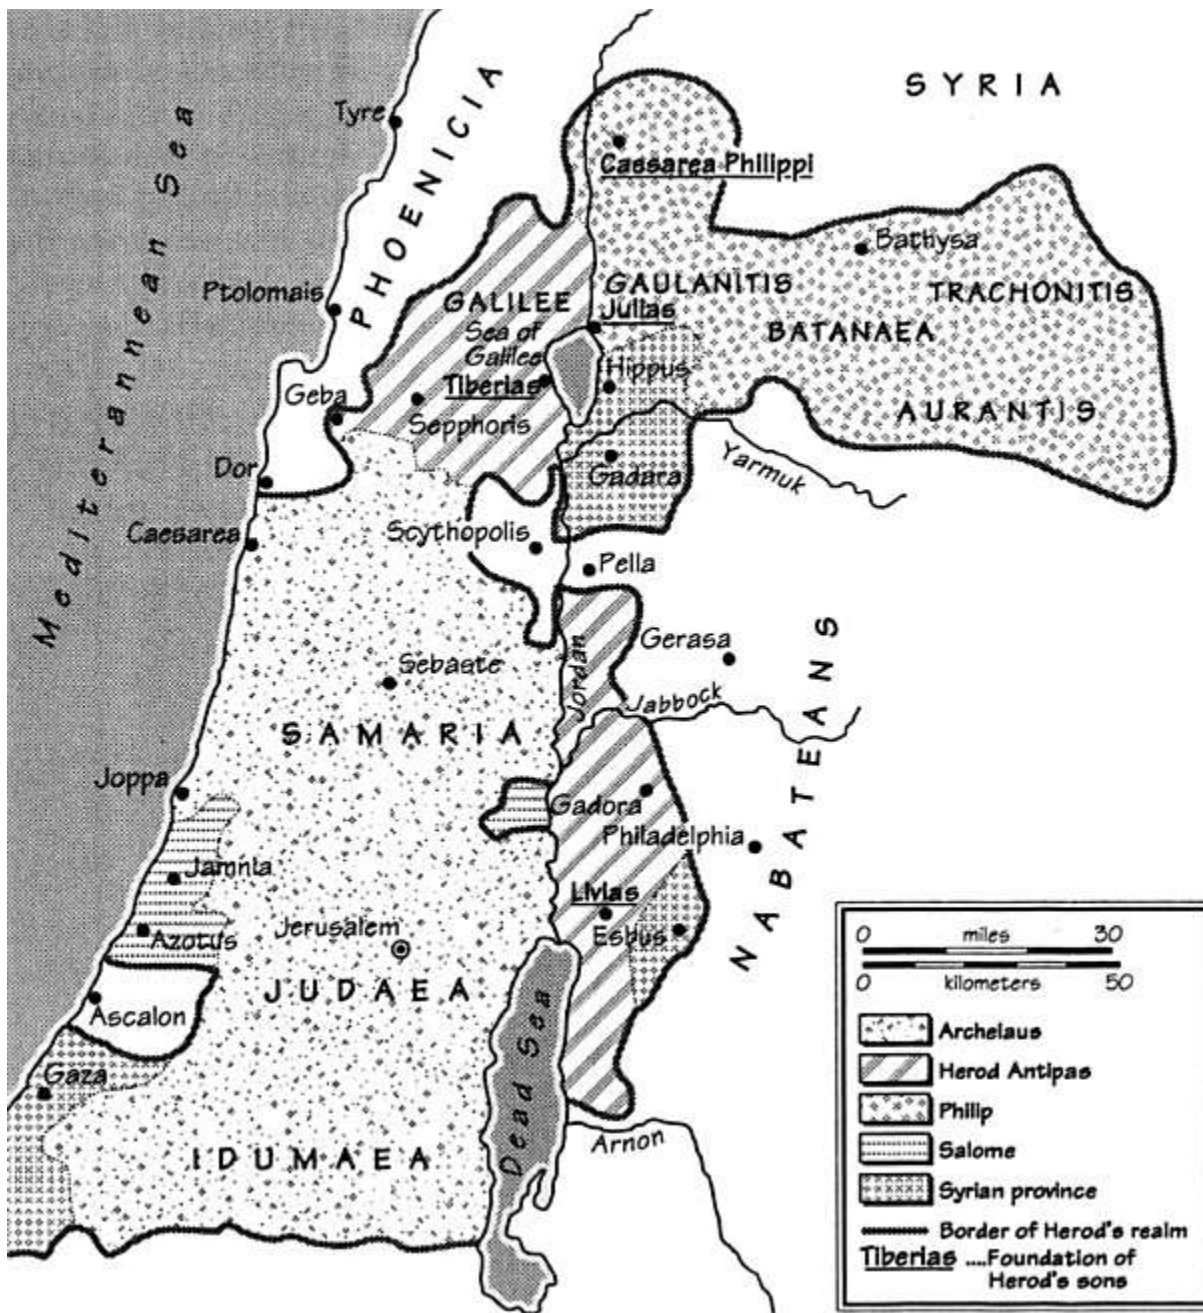 SYRIA
Tyre
PHOENICIA
Cassarea Philippi
Mediterannean Sea
Bathysa
Ptolomais
GALILEE
GAULANITIS
TRACHONITIS
Sea of
Galilee
Julias
BATANAEA
Tiberias
Hippus
Geba
Sepphoris
AURANTIS
Dor
Gadara
Yarmuk
Caesarea
Scythopolis
Pella
Jordan
Gerasa
Sebaste
Jabbock
SAMARIA
NABATEANS
Joppa
Gadora
Philadelphia
Jamnia
Livias
Azotus
Jerusalem
Esbus
JUDAEA
Ascalon
Dead Sea
Gaza
Arnon
IDUMAEA
0 miles 30
0 kilometers 50
Archelaus
Herod Antipas
Philip
Salome
Syrian province
Border of Herod's realm
Tiberias ....Foundation of
Herod's sons